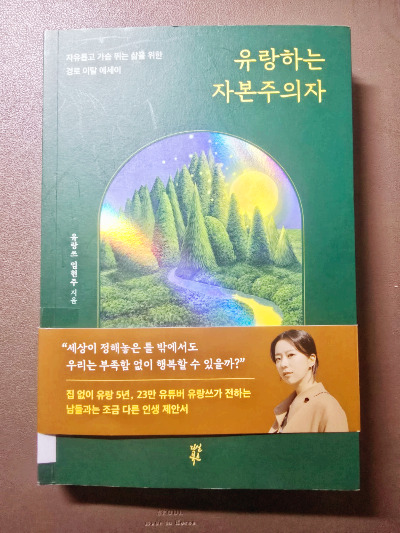 자유롭고 가슴 뛰는 삶을 위한
경로 이탈 에세이
유랑하는
자본주의자
유랑쓰 임현주 지음
“세상이 정해놓은 틀 밖에서도
우리는 부족함 없이 행복할 수 있을까?”
집 없이 유랑 5년, 23만 유튜버 유랑쓰가 전하는
남들과는 조금 다른 인생 제안서
다산북스
SEOUL